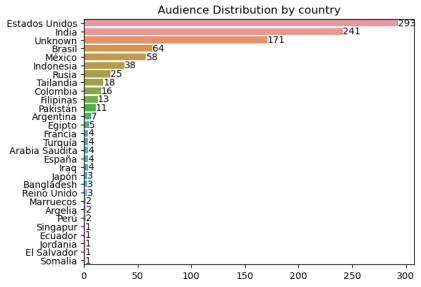 Audience Distribution by country
Estados Unidos 293
India 241
Unknown 171
Brasil 64
México 58
Indonesia 38
Rusia 25
Tailandia 18
Colombia 16
Filipinas 13
Pakistán 11
Argentina 7
Egipto 5
Francia 4
Turquía 4
Arabia Saudita 4
España 4
Iraq 4
Japón 3
Bangladesh 3
Reino Unido 3
Marruecos 2
Argelia 2
Perú 2
Singapur 1
Ecuador 1
Jordania 1
El Salvador 1
Somalia 1
0 50 100 150 200 250 300